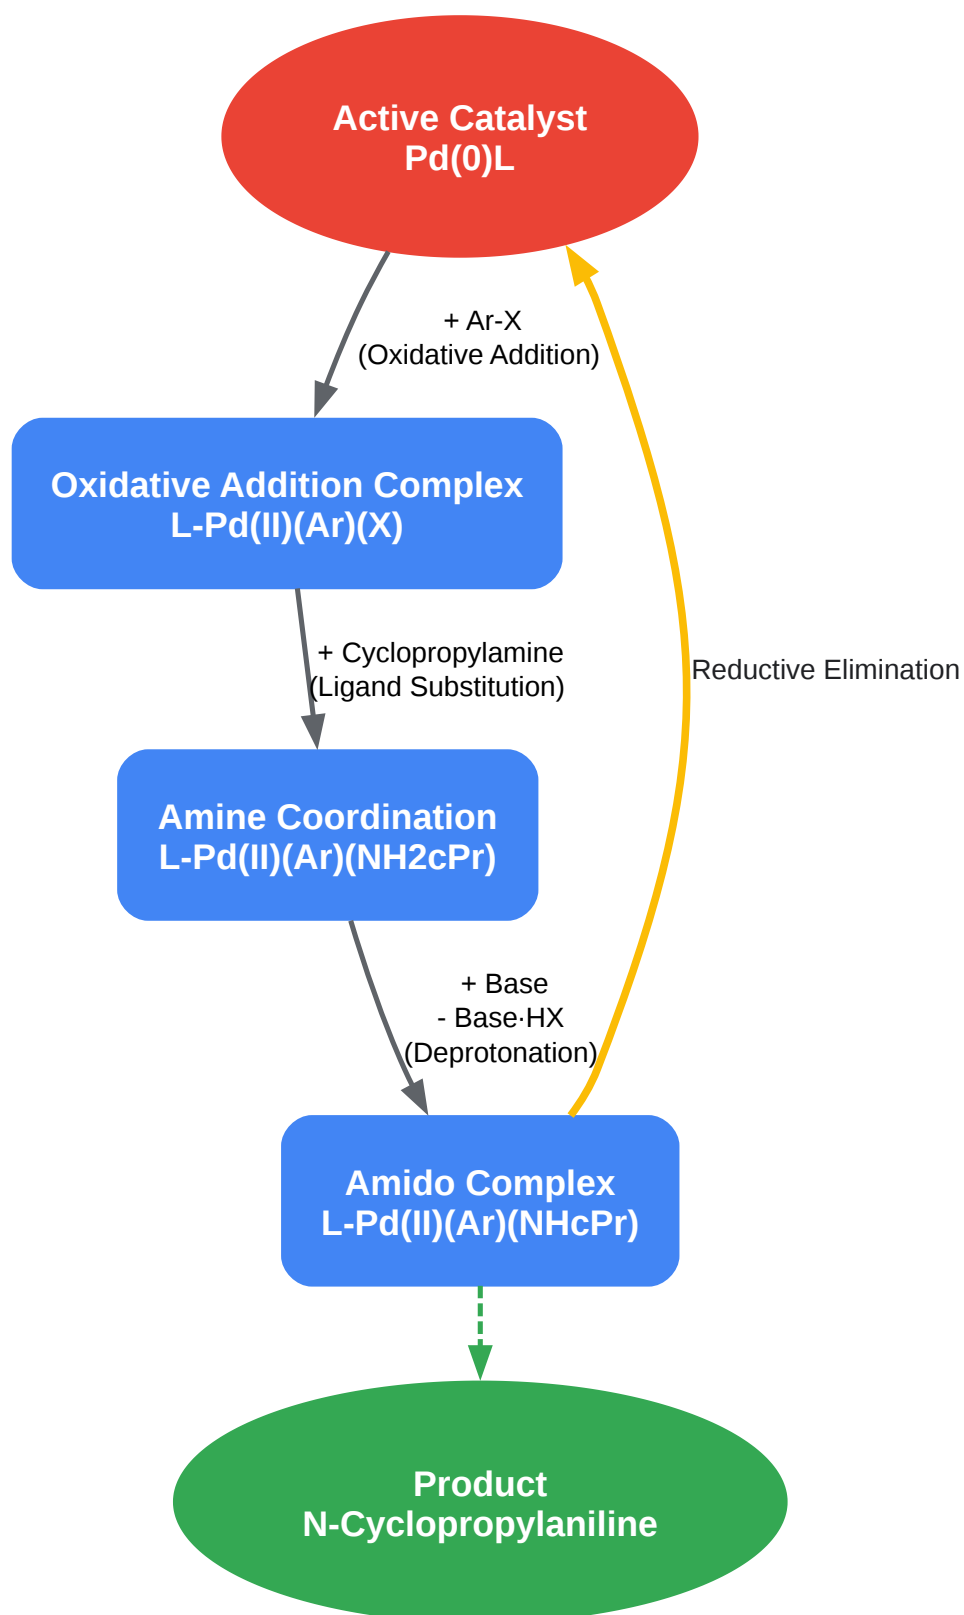 Active Catalyst
Pd(0)L
+ Ar-X
(Oxidative Addition)
Oxidative Addition Complex
L-Pd(II)(Ar)(X)
+ Cyclopropylamine
(Ligand Substitution)
Reductive Elimination
Amine Coordination
L-Pd(II)(Ar)(NH2cPr)
+ Base
- Base·HX
(Deprotonation)
Amido Complex
L-Pd(II)(Ar)(NHcPr)
Product
N-Cyclopropylaniline